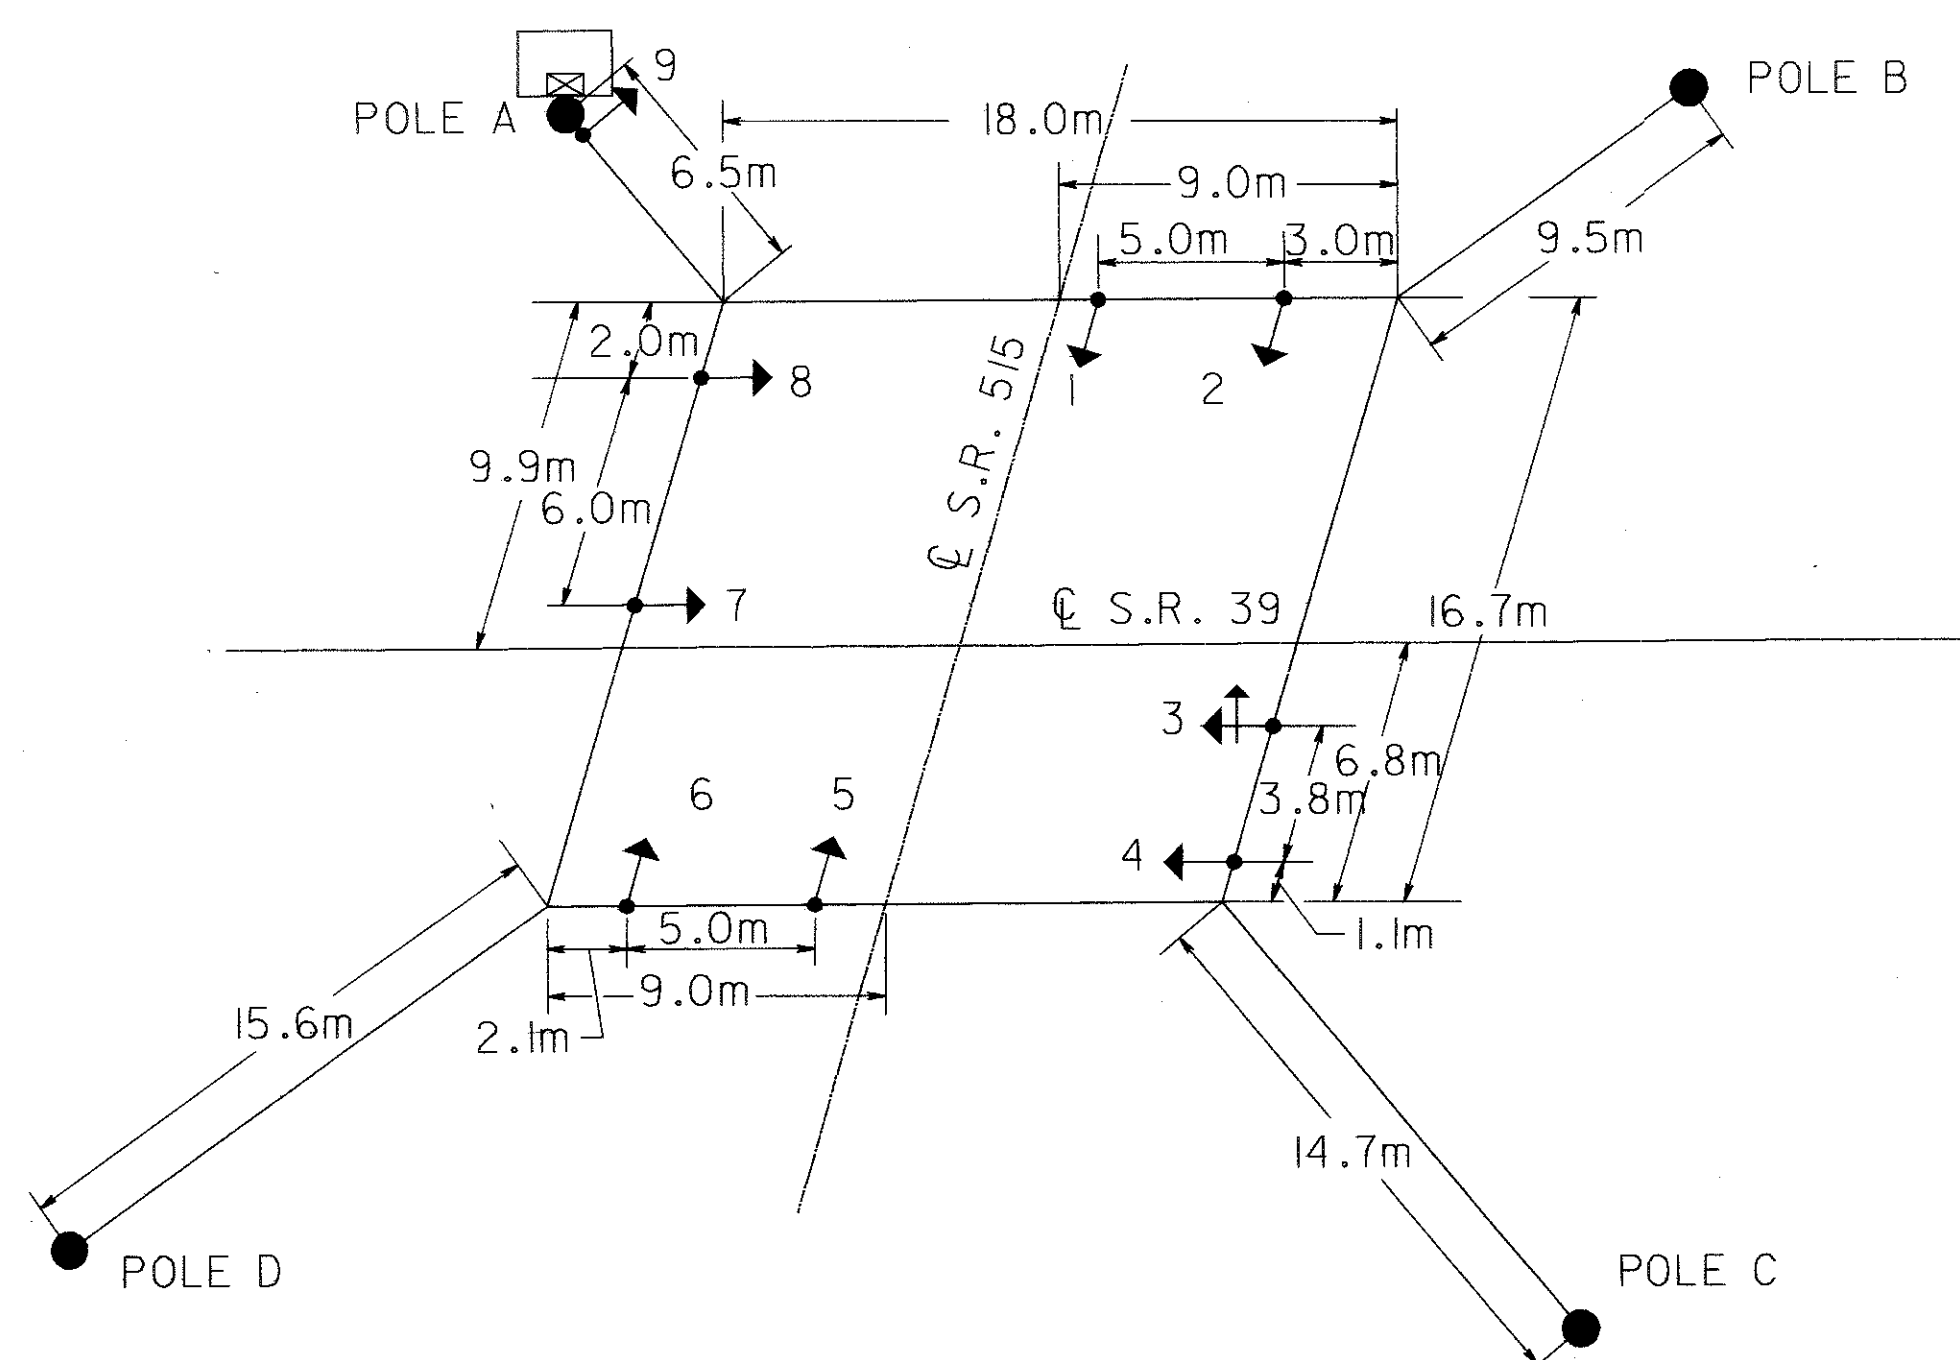 9
POLE A
POLE B
18.0m
6.5m
9.0m
5.0m
3.0m
9.5m
2.0m
8
1
2
9.9m
6.0m
℄ S.R. 515
7
℄ S.R. 39
16.7m
3
6.8m
3.8m
6
5
4
5.0m
1.1m
9.0m
15.6m
2.1m
14.7m
POLE D
POLE C